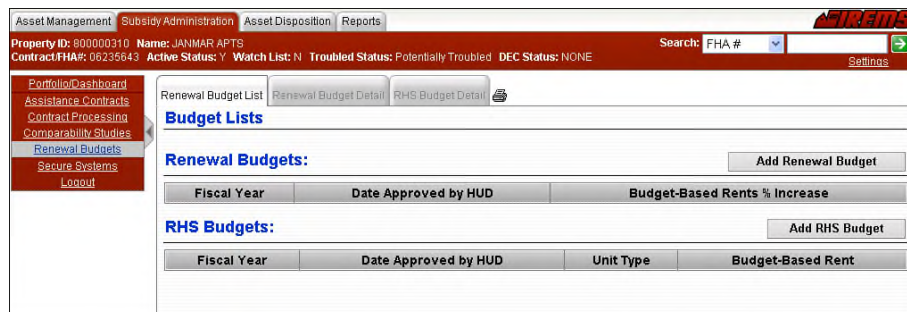 Asset Management Subsidy Administration Asset Disposition Reports
iREMS
Property ID: 800000310 Name: JANMAR APTS
Contract/FHA#: 06235643 Active Status: Y Watch List: N Troubled Status: Potentially Troubled DEC Status: NONE
Search: FHA #
Settings
Portfolio/Dashboard
Assistance Contracts
Contract Processing
Comparability Studies
Renewal Budgets
Secure Systems
Logout
Renewal Budget List Renewal Budget Detail RHS Budget Detail
Budget Lists
Renewal Budgets:
Add Renewal Budget
Fiscal Year Date Approved by HUD Budget-Based Rents % Increase
RHS Budgets:
Add RHS Budget
Fiscal Year Date Approved by HUD Unit Type Budget-Based Rent